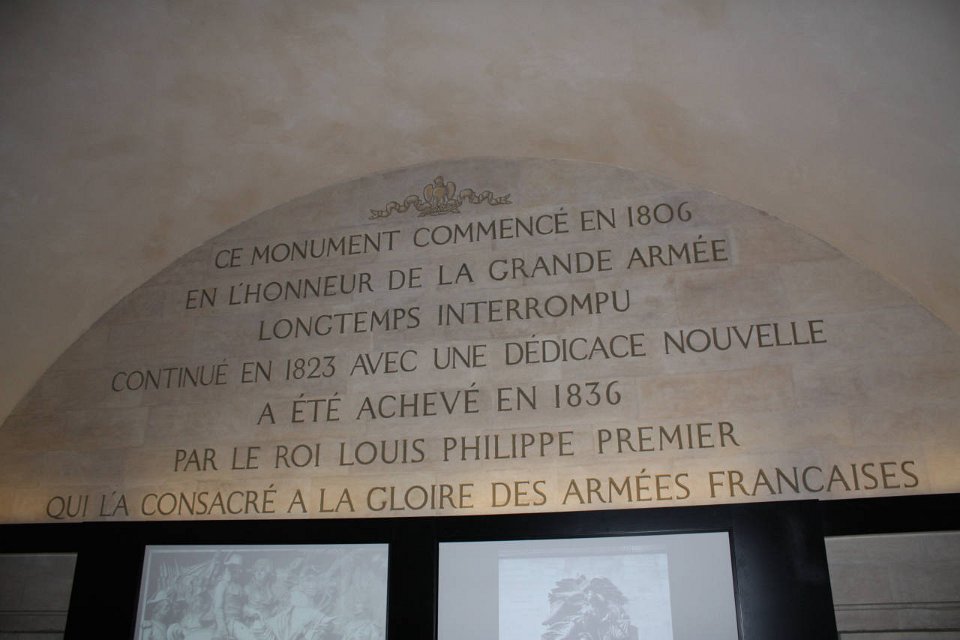 CE MONUMENT COMMENCÉ EN 1806
EN L'HONNEUR DE LA GRANDE ARMÉE
LONGTEMPS INTERROMPU
CONTINUÉ EN 1823 AVEC UNE DÉDICACE NOUVELLE
A ÉTÉ ACHEVÉ EN 1836
PAR LE ROI LOUIS PHILIPPE PREMIER
QUI L'A CONSACRÉ A LA GLOIRE DES ARMÉES FRANCAISES